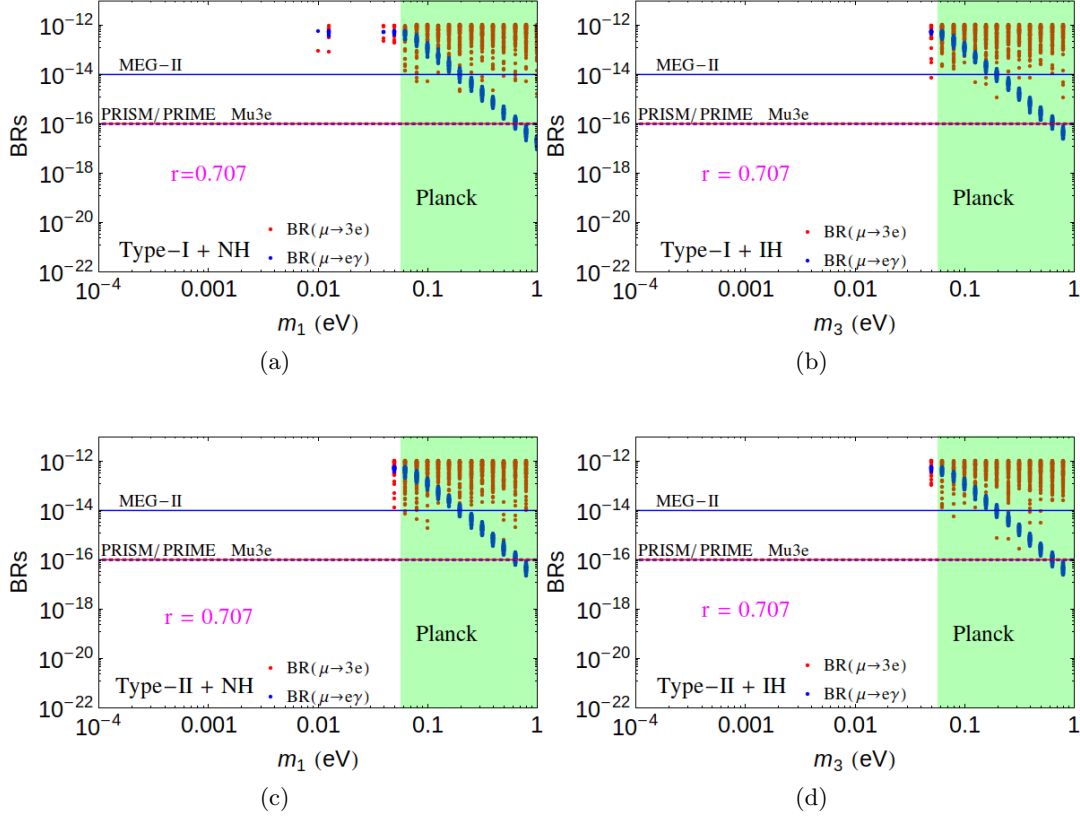 10⁻¹²
10⁻¹⁴
10⁻¹⁶
10⁻¹⁸
10⁻²⁰
10⁻²²
BRs
MEG−II
PRISM/PRIME Mu3e
r=0.707
Planck
BR(μ→3e)
BR(μ→eγ)
Type−I + NH
10⁻⁴ 0.001 0.01 0.1 1
m₁ (eV)
(a)
10⁻¹²
10⁻¹⁴
10⁻¹⁶
10⁻¹⁸
10⁻²⁰
10⁻²²
BRs
MEG−II
PRISM/PRIME Mu3e
r = 0.707
Planck
BR(μ→3e)
BR(μ→eγ)
Type−I + IH
10⁻⁴ 0.001 0.01 0.1 1
m₃ (eV)
(b)
10⁻¹²
10⁻¹⁴
10⁻¹⁶
10⁻¹⁸
10⁻²⁰
10⁻²²
BRs
MEG−II
PRISM/PRIME Mu3e
r = 0.707
Planck
BR(μ→3e)
BR(μ→eγ)
Type−II + NH
10⁻⁴ 0.001 0.01 0.1 1
m₁ (eV)
(c)
10⁻¹²
10⁻¹⁴
10⁻¹⁶
10⁻¹⁸
10⁻²⁰
10⁻²²
BRs
MEG−II
PRISM/PRIME Mu3e
r = 0.707
Planck
BR(μ→3e)
BR(μ→eγ)
Type−II + IH
10⁻⁴ 0.001 0.01 0.1 1
m₃ (eV)
(d)